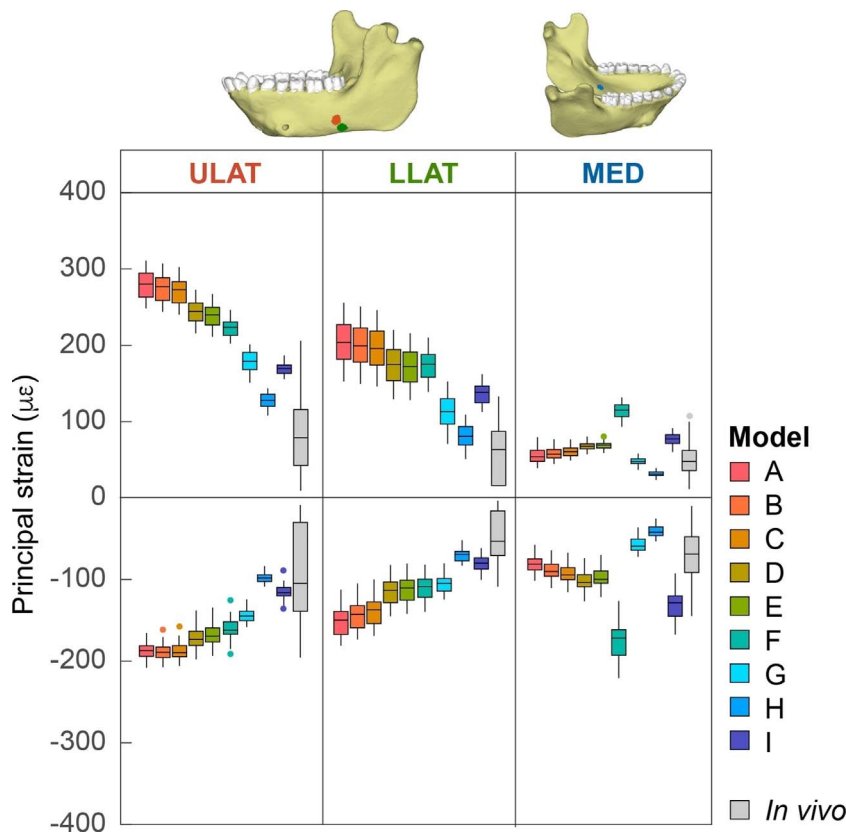 ULAT LLAT MED
Principal strain (με)
400
300
200
100
0
-100
-200
-300
-400
Model
A
B
C
D
E
F
G
H
I
In vivo